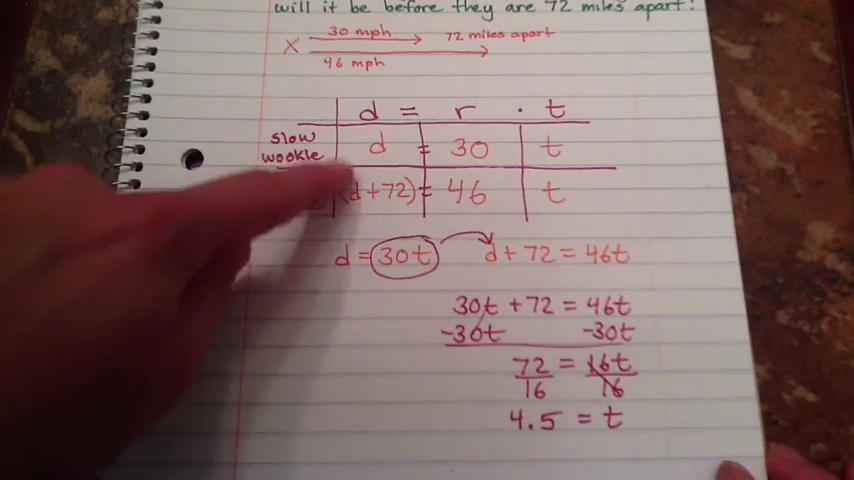 will it be before they are 72 miles apart?
30 mph 72 miles apart
X
46 mph
d = r · t
slow
wookie d = 30 t
(d+72) = 46 t
d = 30t d + 72 = 46t
30t + 72 = 46t
-30t -30t
72 = 16t
16 16
4.5 = t